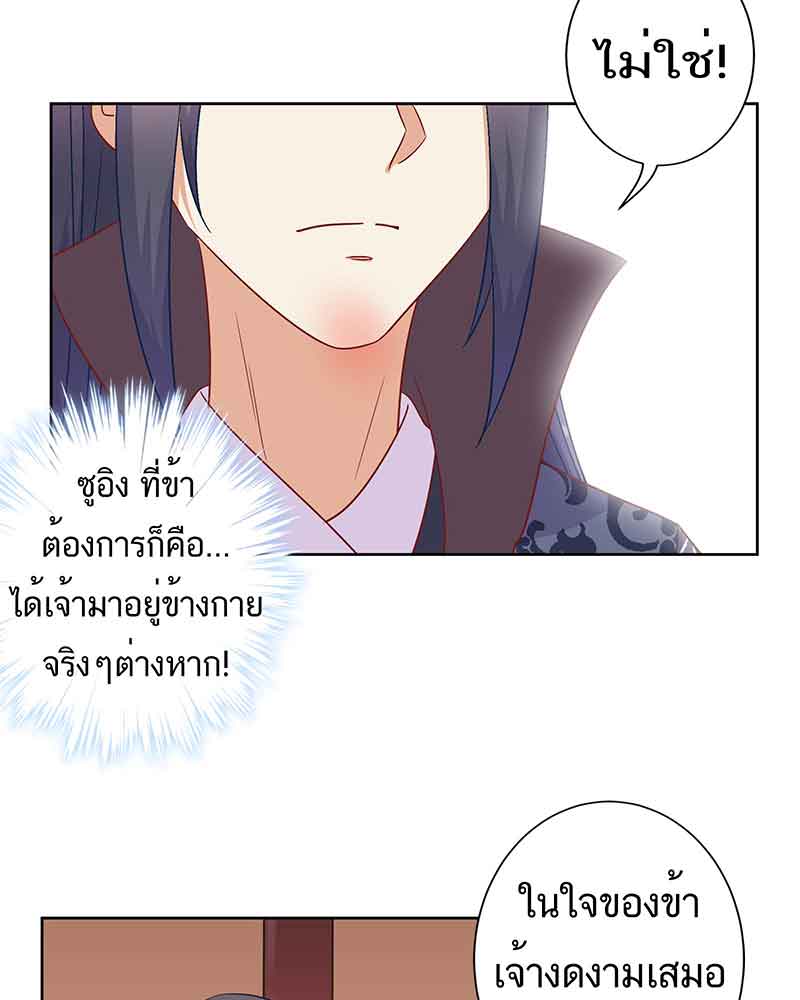 ไม่ใช่!
ซูอิง ที่ข้า
ต้องการก็คือ...
ได้เจ้ามาอยู่ข้างกาย
จริงๆต่างหาก!
ในใจของข้า
เจ้างดงามเสมอ